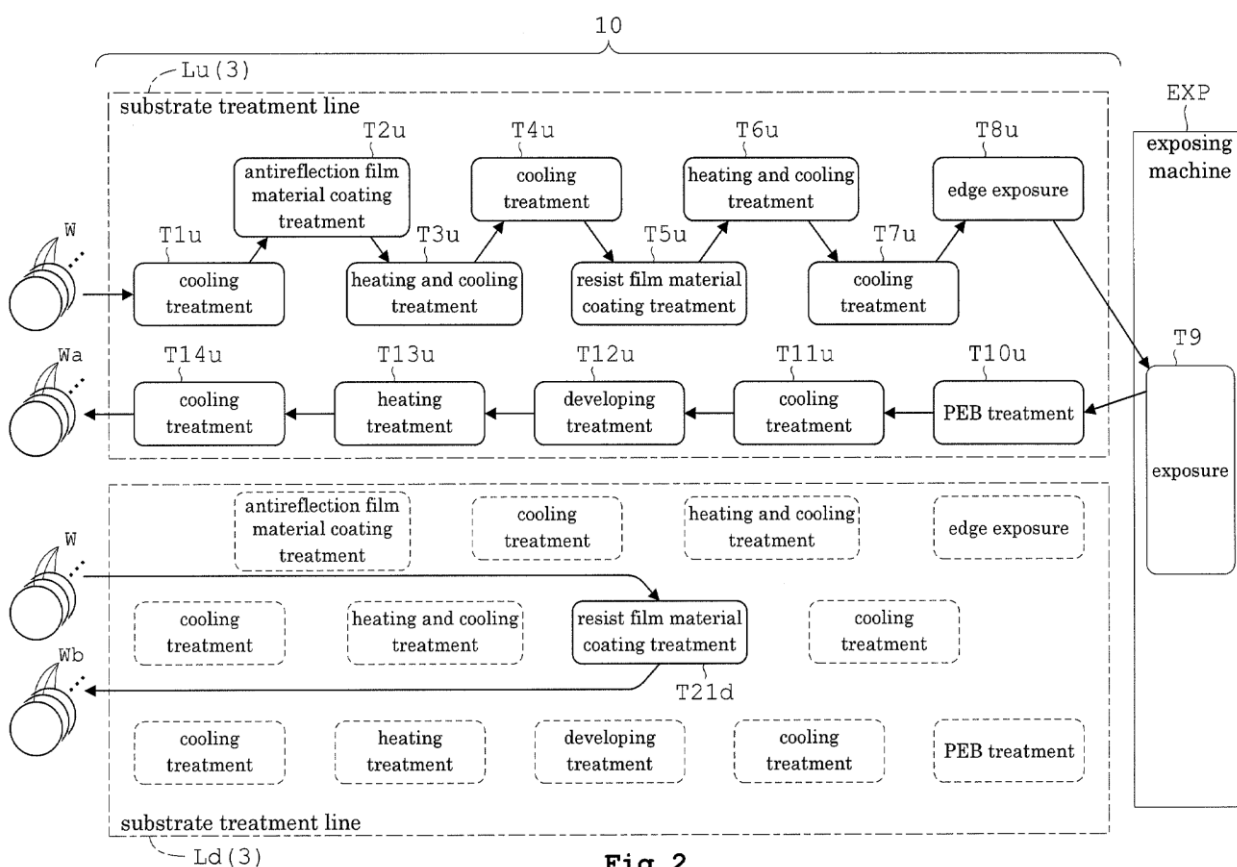 10
Lu(3)
substrate treatment line
EXP
exposing
machine
T2u
T4u
T6u
T8u
antireflection film
material coating
treatment
cooling
treatment
heating and cooling
treatment
edge exposure
W
T1u
T3u
T5u
T7u
cooling
treatment
heating and cooling
treatment
resist film material
coating treatment
cooling
treatment
T9
exposure
Wa
T14u
T13u
T12u
T11u
T10u
cooling
treatment
heating
treatment
developing
treatment
cooling
treatment
PEB treatment
antireflection film
material coating
treatment
cooling
treatment
heating and cooling
treatment
edge exposure
W
cooling
treatment
heating and cooling
treatment
resist film material
coating treatment
cooling
treatment
Wb
T21d
cooling
treatment
heating
treatment
developing
treatment
cooling
treatment
PEB treatment
substrate treatment line
Ld(3)
Fig. 2